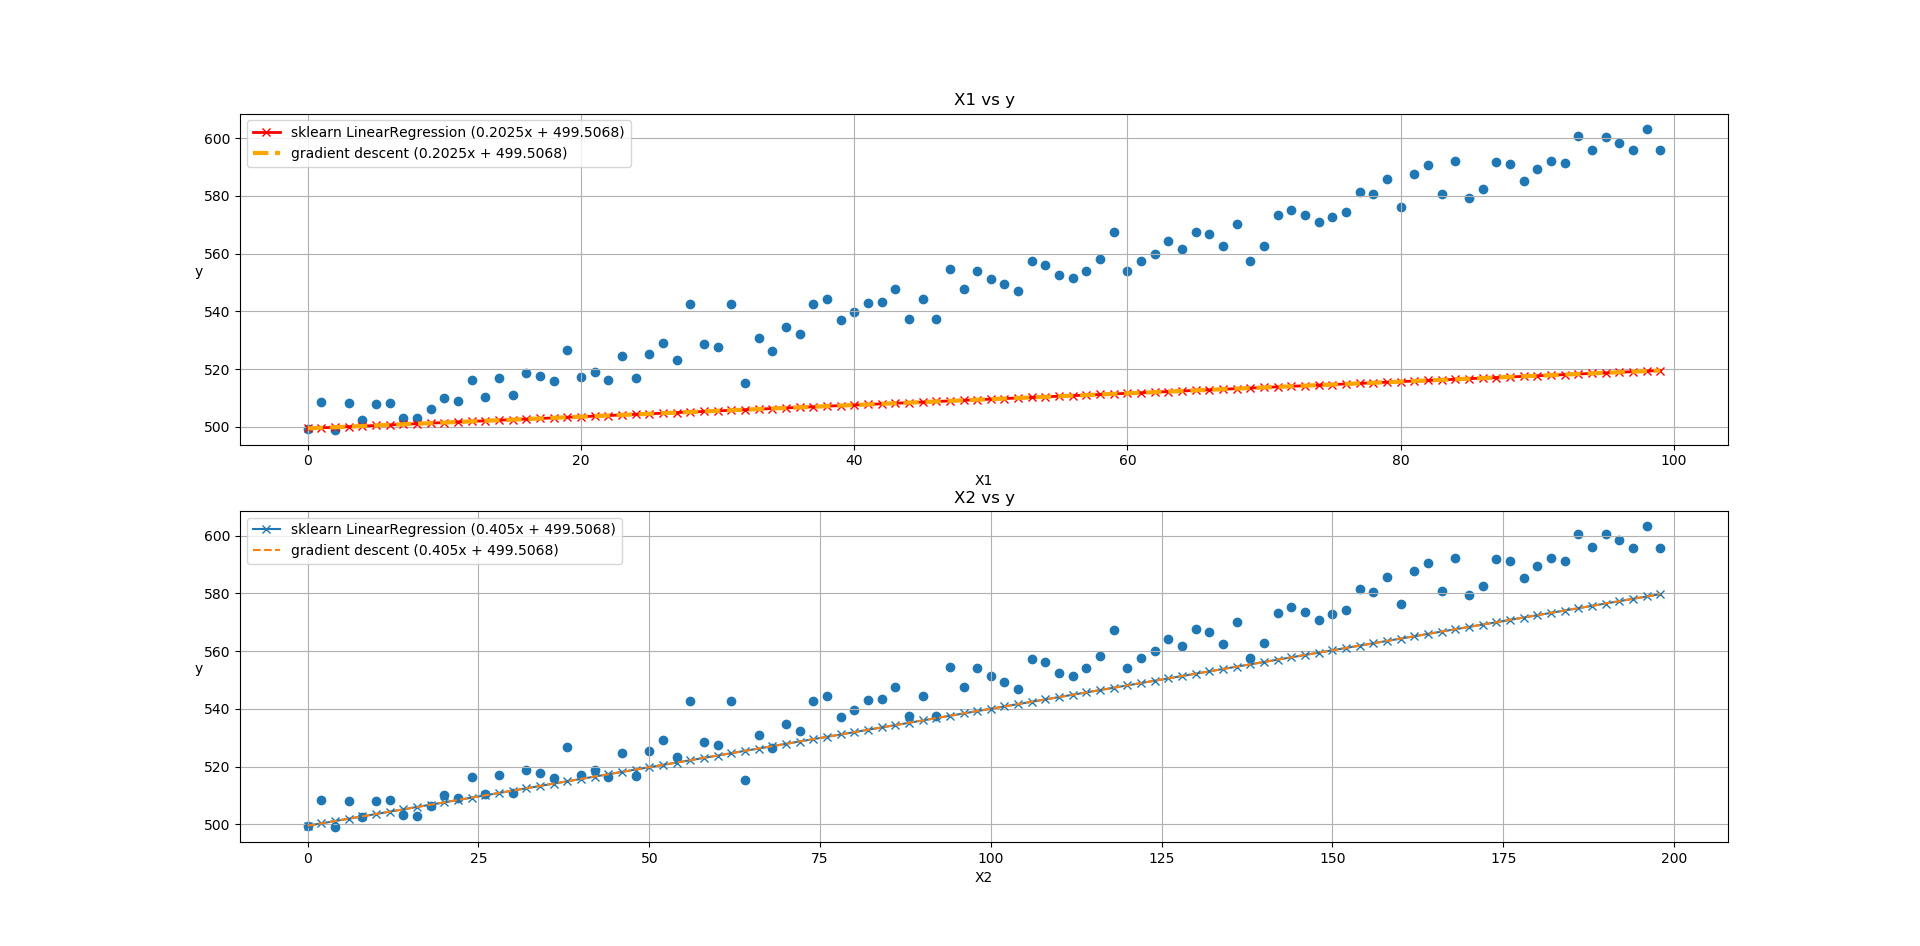 X1 vs y
sklearn LinearRegression (0.2025x + 499.5068)
gradient descent (0.2025x + 499.5068)
600
580
560
y
540
520
500
0 20 40 60 80 100
X1
X2 vs y
sklearn LinearRegression (0.405x + 499.5068)
gradient descent (0.405x + 499.5068)
600
580
560
y
540
520
500
0 25 50 75 100 125 150 175 200
X2